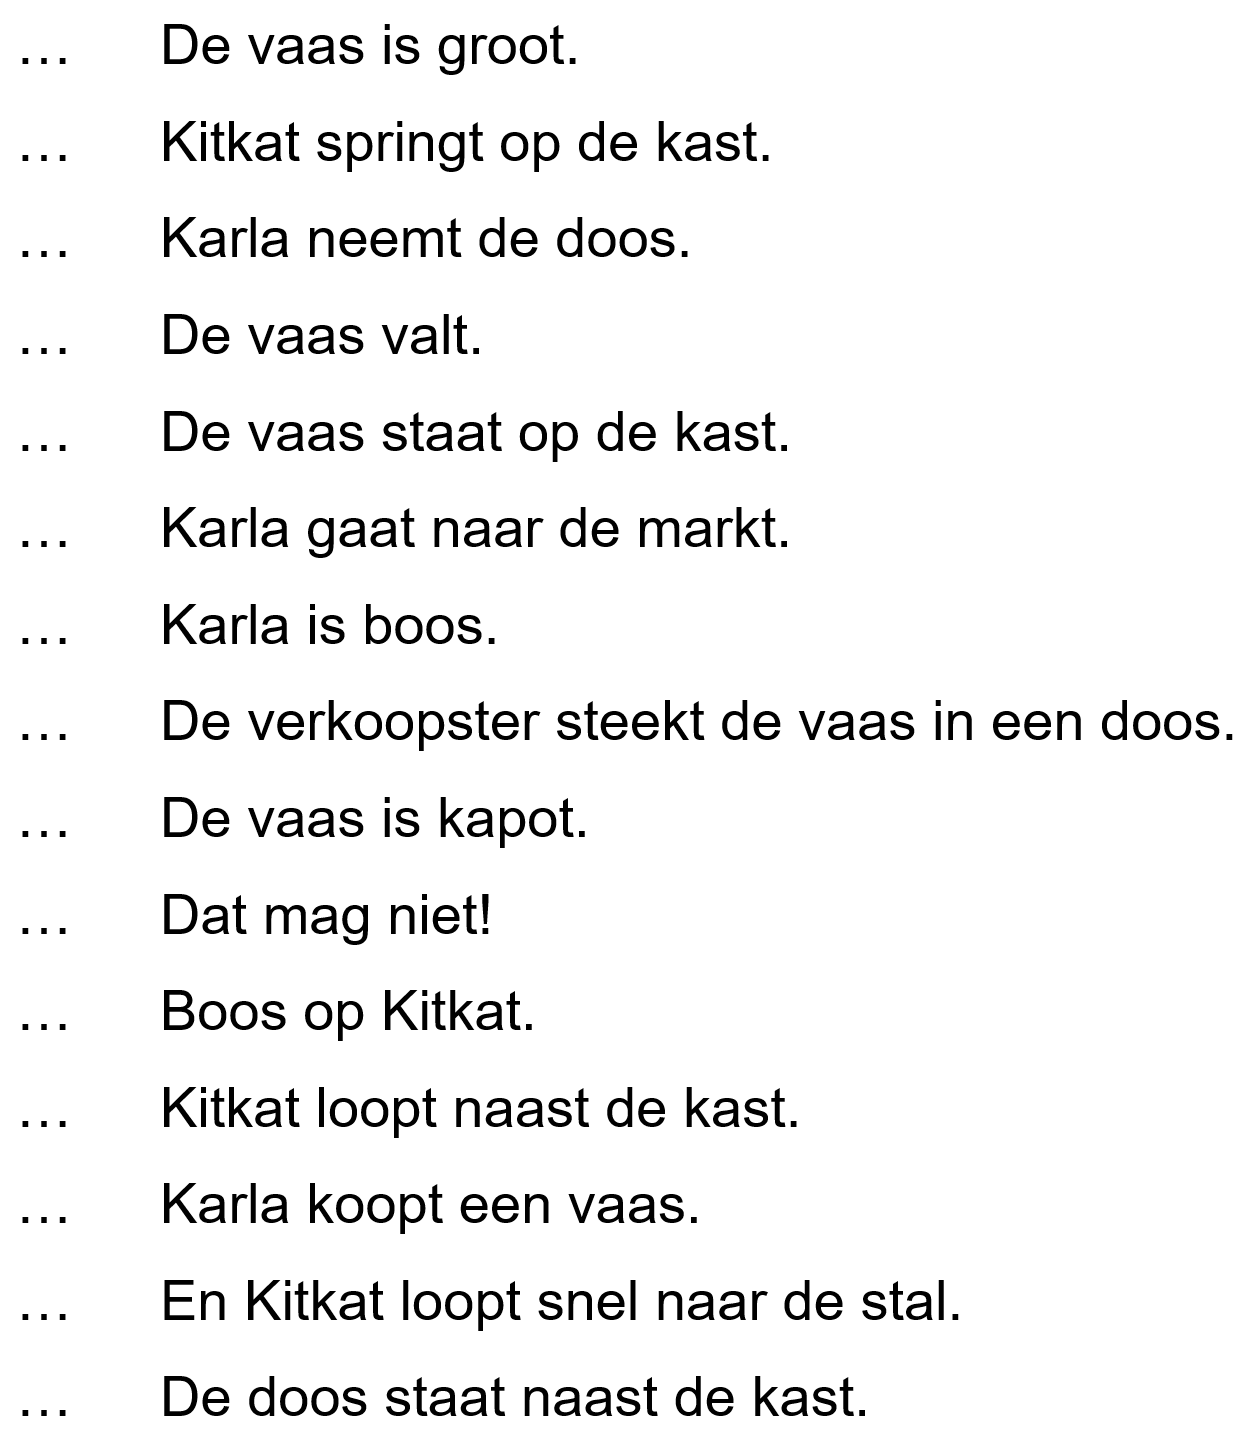 … De vaas is groot.
… Kitkat springt op de kast.
… Karla neemt de doos.
… De vaas valt.
… De vaas staat op de kast.
… Karla gaat naar de markt.
… Karla is boos.
… De verkoopster steekt de vaas in een doos.
… De vaas is kapot.
… Dat mag niet!
… Boos op Kitkat.
… Kitkat loopt naast de kast.
… Karla koopt een vaas.
… En Kitkat loopt snel naar de stal.
… De doos staat naast de kast.